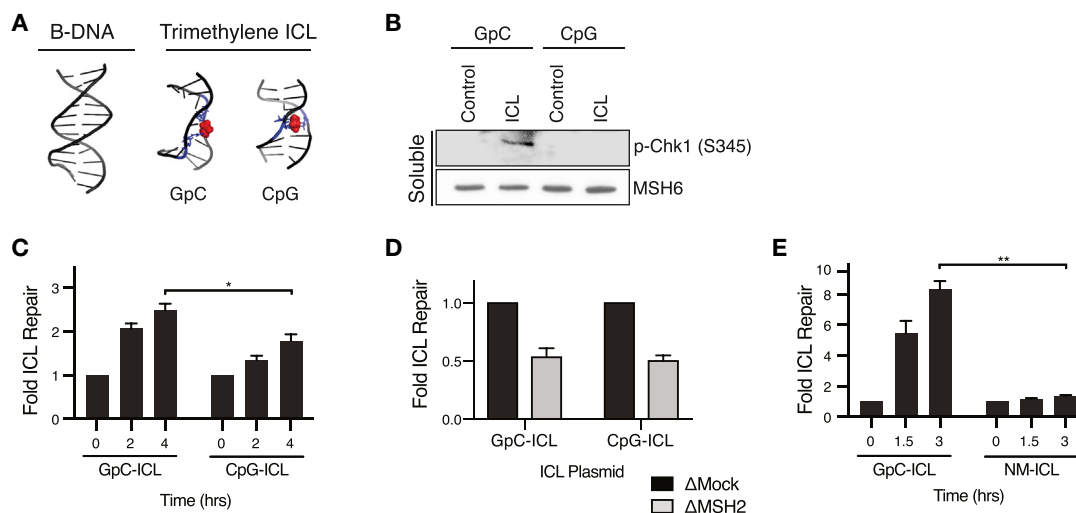 A
B-DNA
Trimethylene ICL
GpC
CpG
B
GpC
CpG
Control
ICL
Control
ICL
Soluble
p-Chk1 (S345)
MSH6
C
Fold ICL Repair
3
2
1
0
*
0 2 4 0 2 4
GpC-ICL CpG-ICL
Time (hrs)
D
Fold ICL Repair
1.0
0.5
0.0
GpC-ICL CpG-ICL
ICL Plasmid
ΔMock
ΔMSH2
E
Fold ICL Repair
10
8
6
4
2
0
**
0 1.5 3 0 1.5 3
GpC-ICL NM-ICL
Time (hrs)